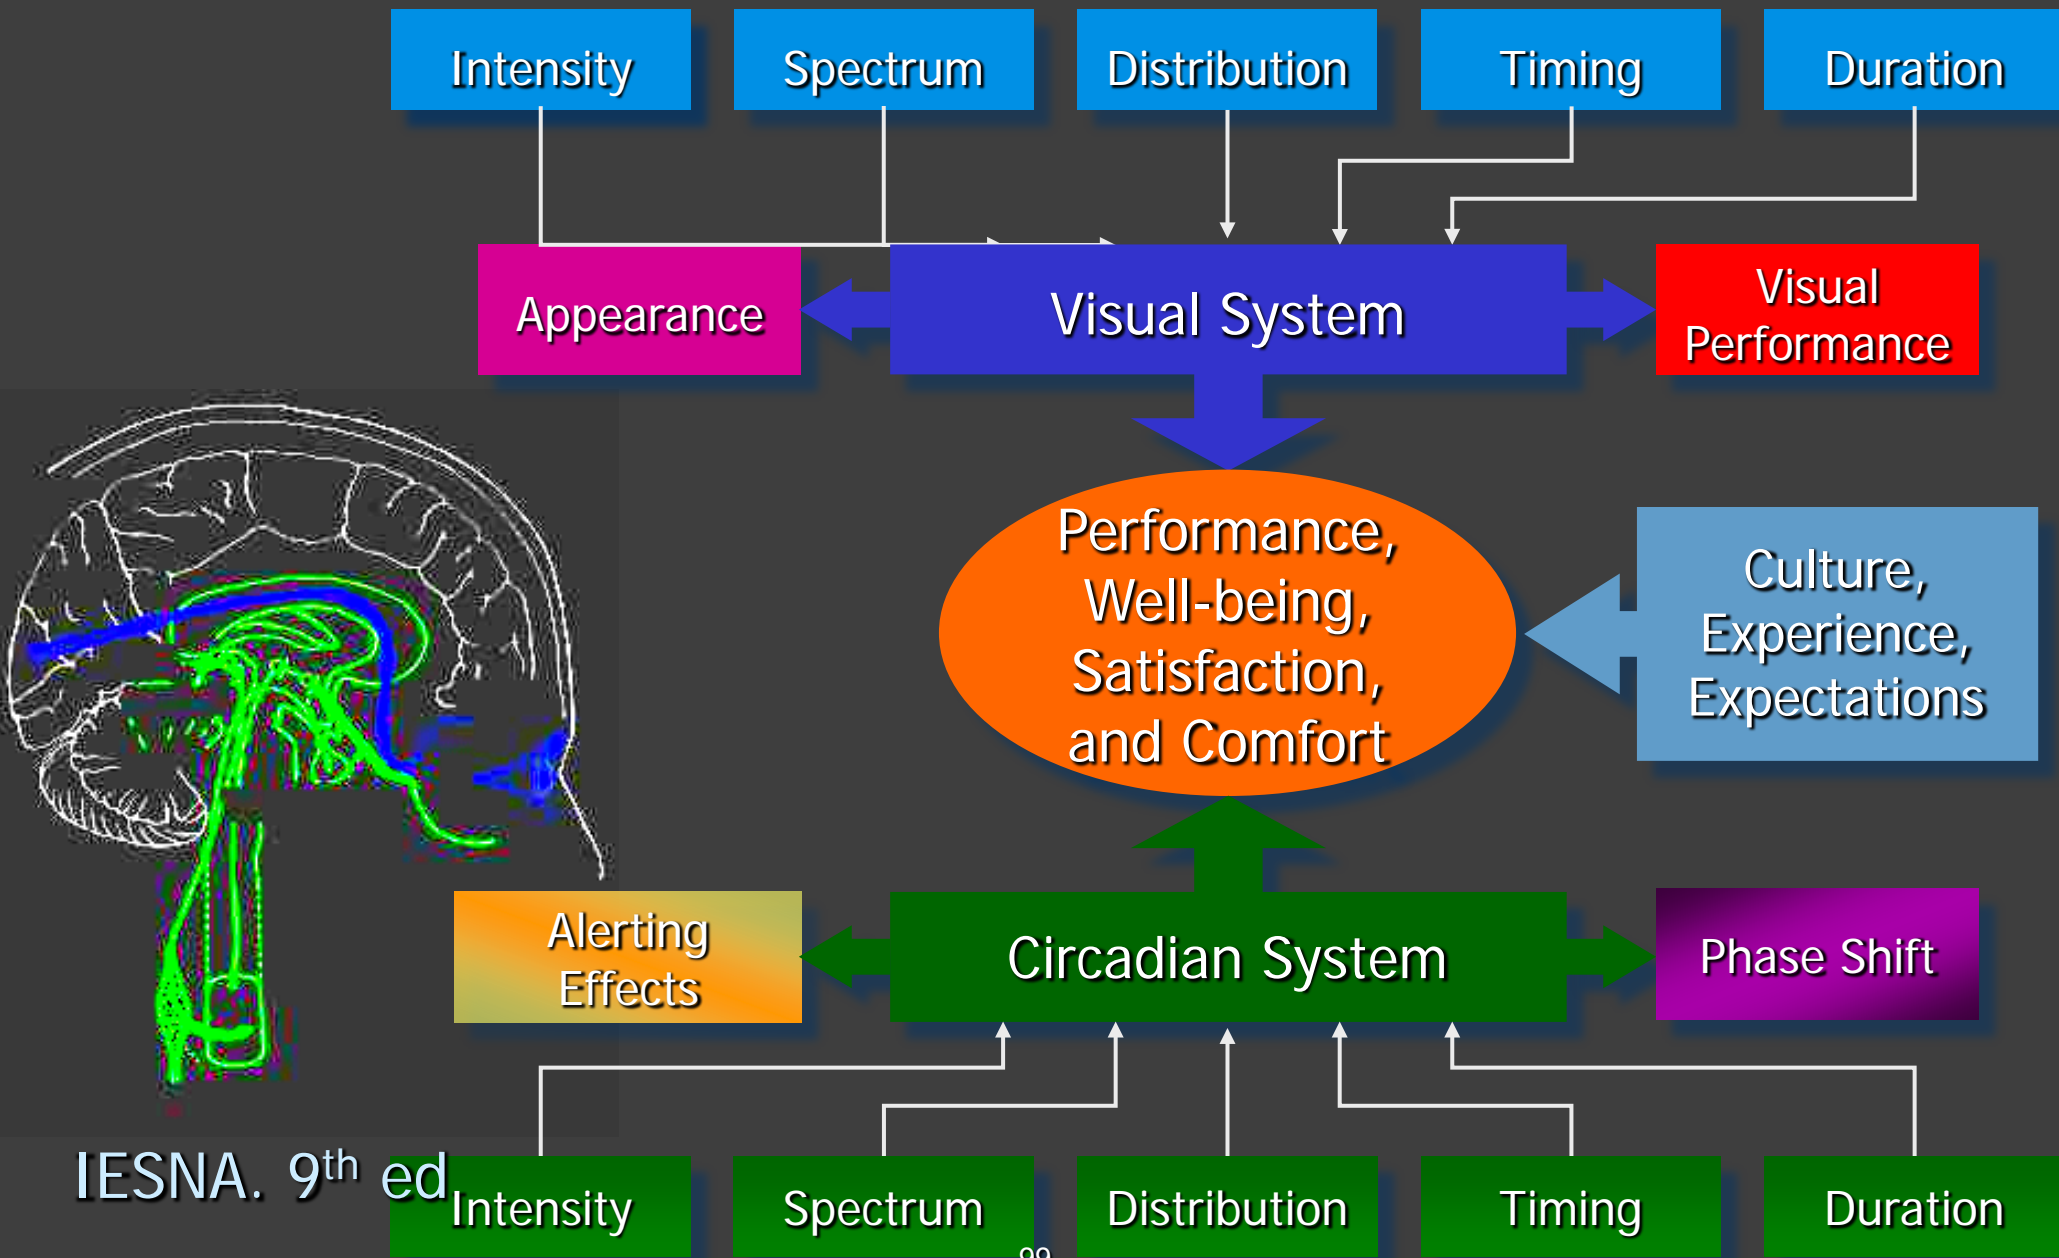 Intensity
Spectrum
Distribution
Timing
Duration
Appearance
Visual System
Visual
Performance
Performance,
Well-being,
Satisfaction,
and Comfort
Culture,
Experience,
Expectations
Alerting
Effects
Circadian System
Phase Shift
IESNA. 9th ed
Intensity
Spectrum
Distribution
Timing
Duration